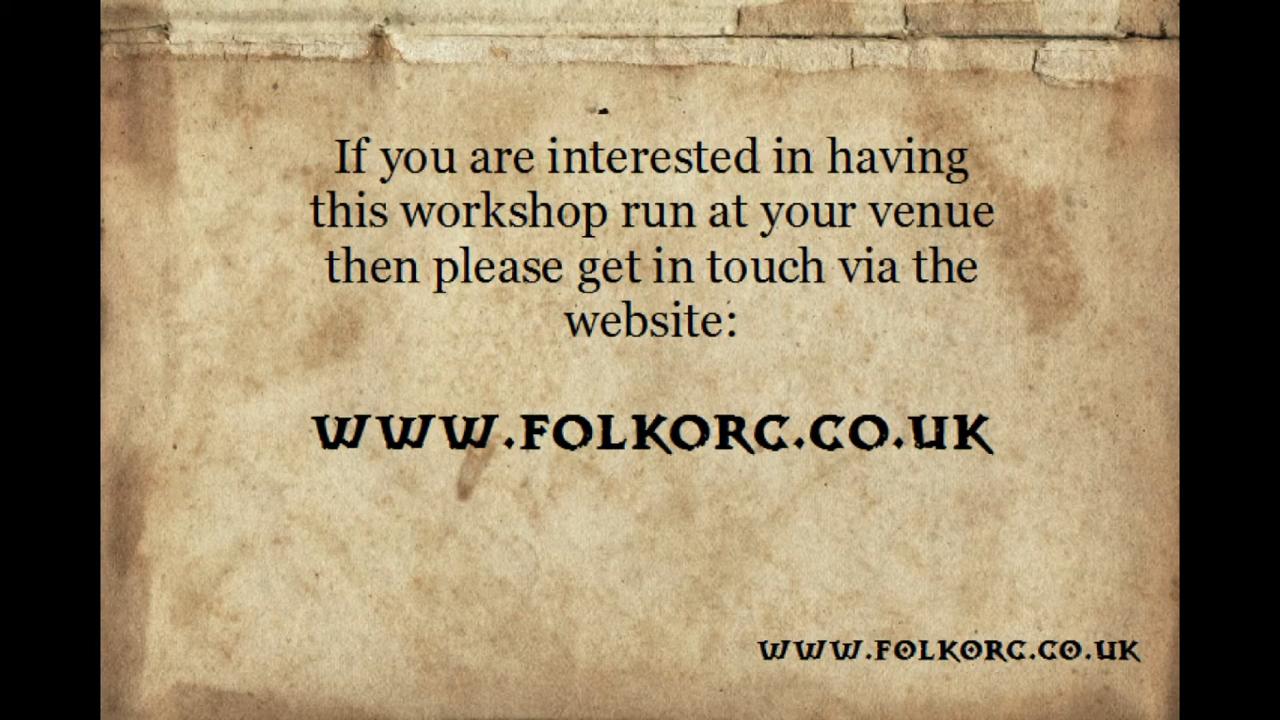 If you are interested in having
this workshop run at your venue
then please get in touch via the
website:
WWW.FOLKORC.CO.UK
WWW.FOLKORC.CO.UK